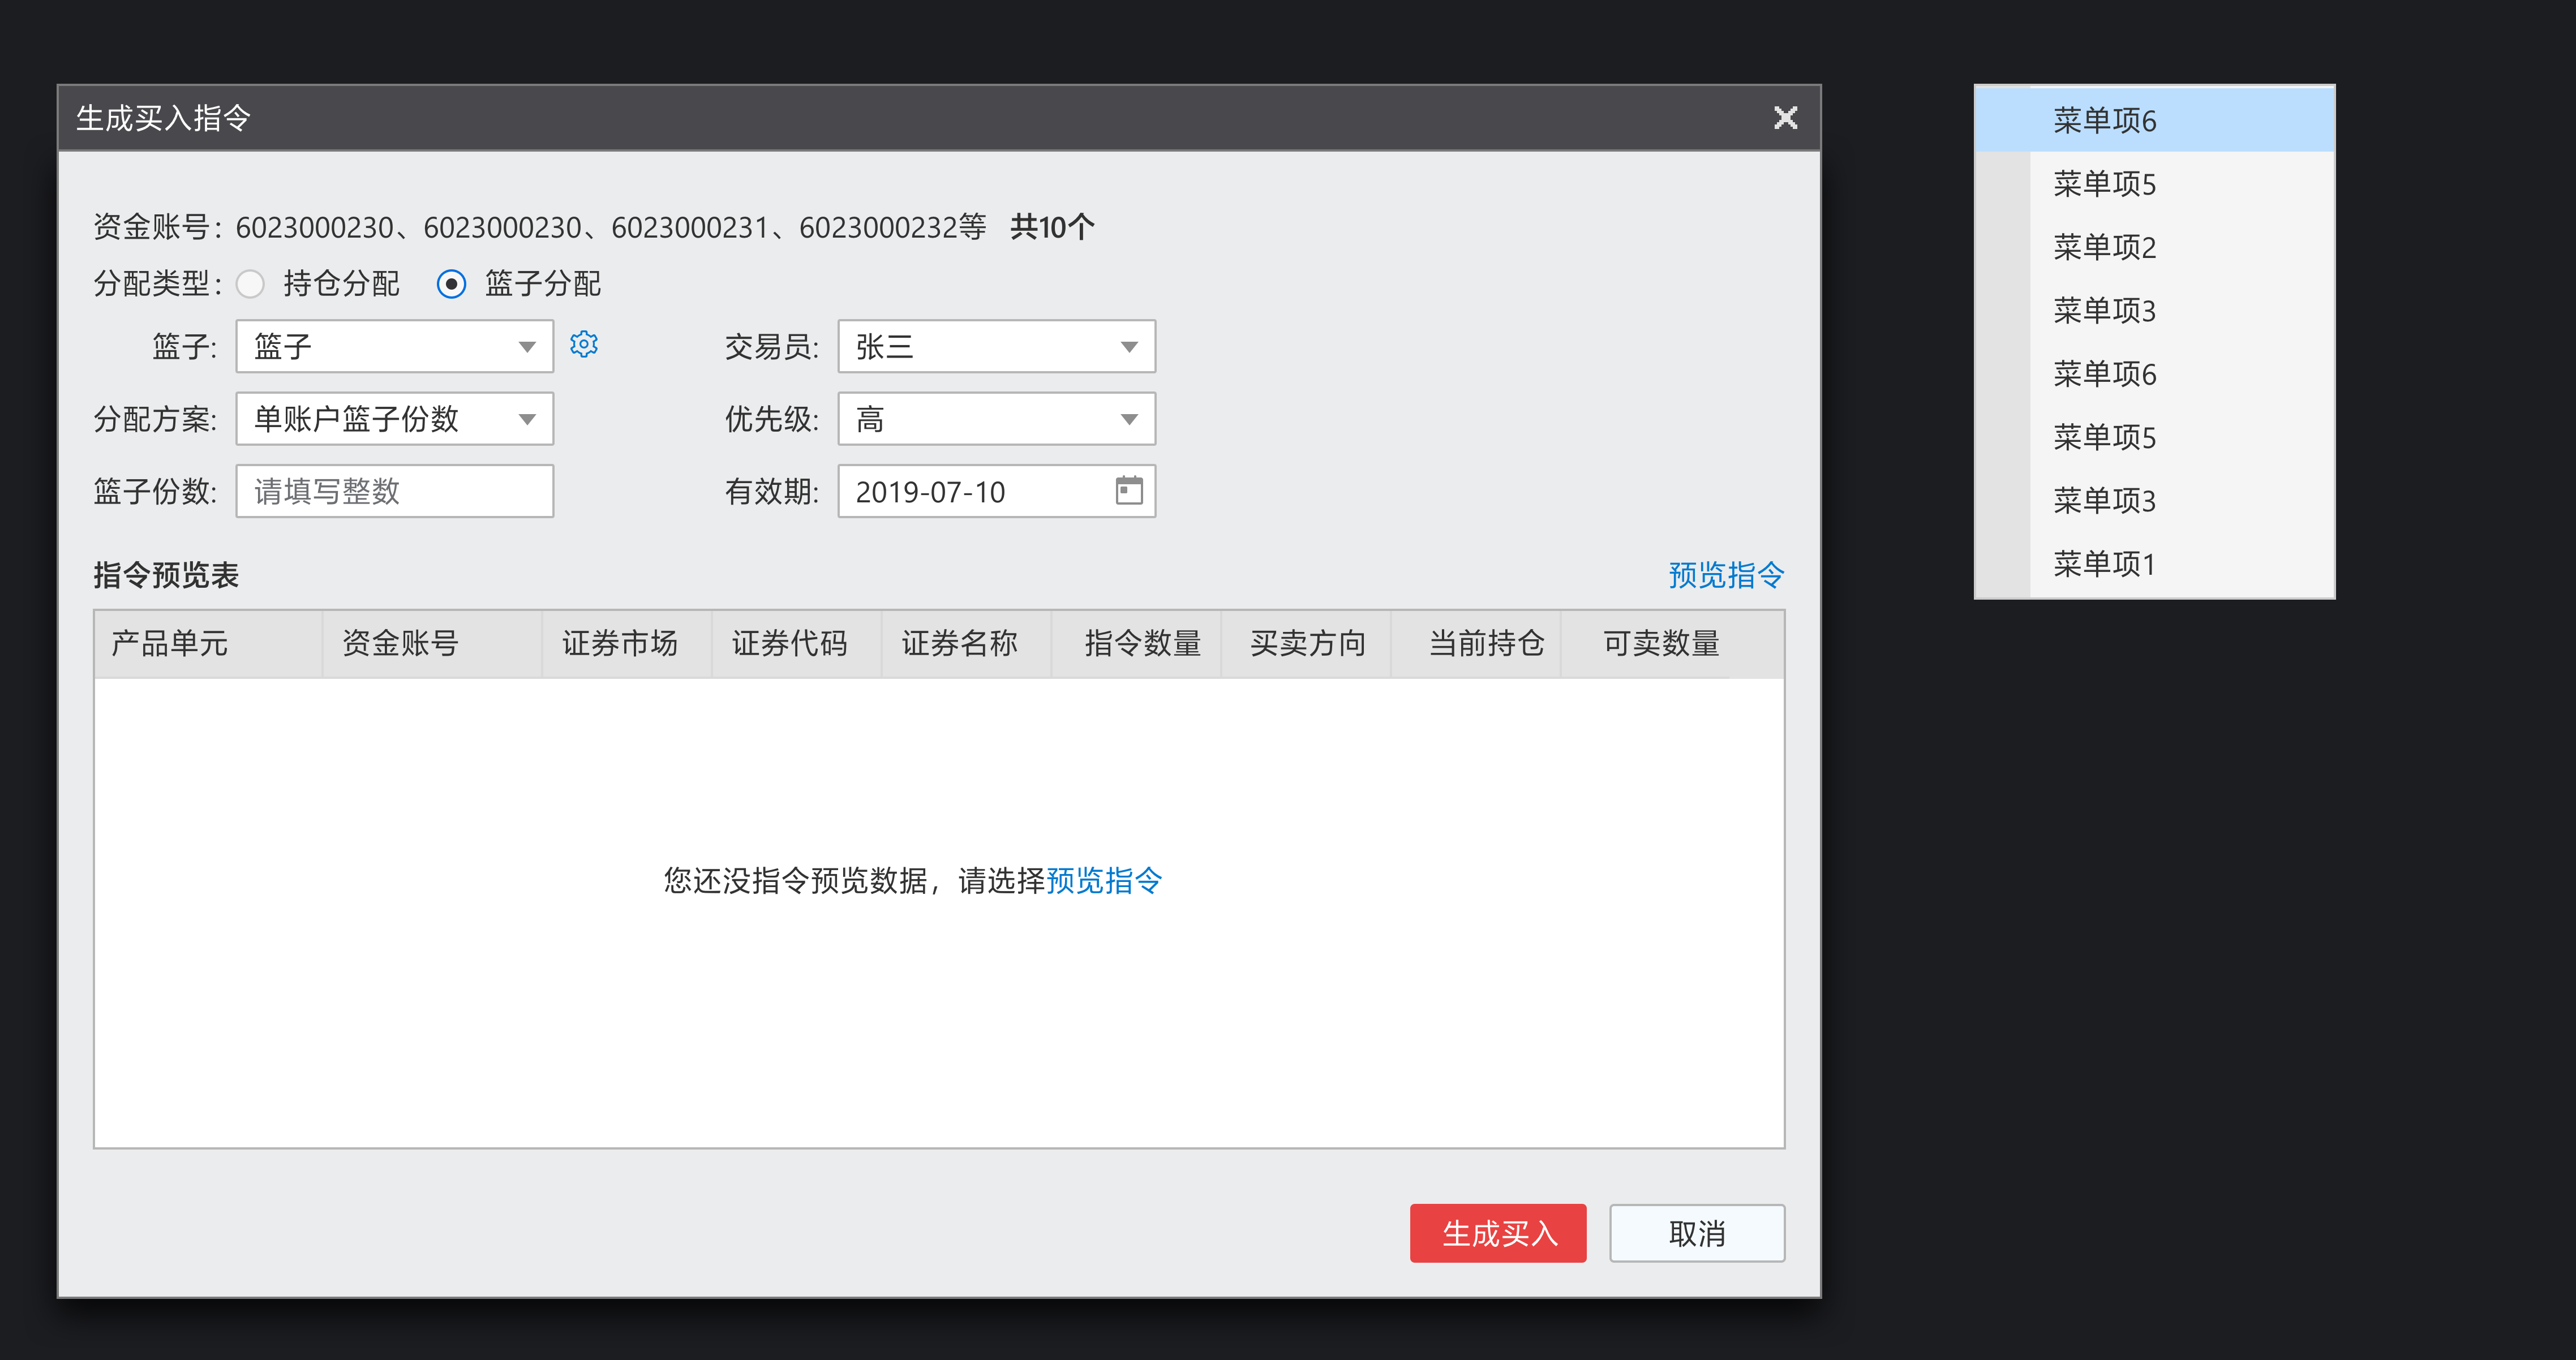 生成买入指令
资金账号：6023000230、6023000230、6023000231、6023000232等 共10个
分配类型： 持仓分配 篮子分配
篮子: 篮子 交易员: 张三
分配方案: 单账户篮子份数 优先级: 高
篮子份数: 请填写整数 有效期: 2019-07-10
指令预览表 预览指令
产品单元 资金账号 证券市场 证券代码 证券名称 指令数量 买卖方向 当前持仓 可卖数量
您还没指令预览数据，请选择预览指令
生成买入 取消
菜单项6
菜单项5
菜单项2
菜单项3
菜单项6
菜单项5
菜单项3
菜单项1